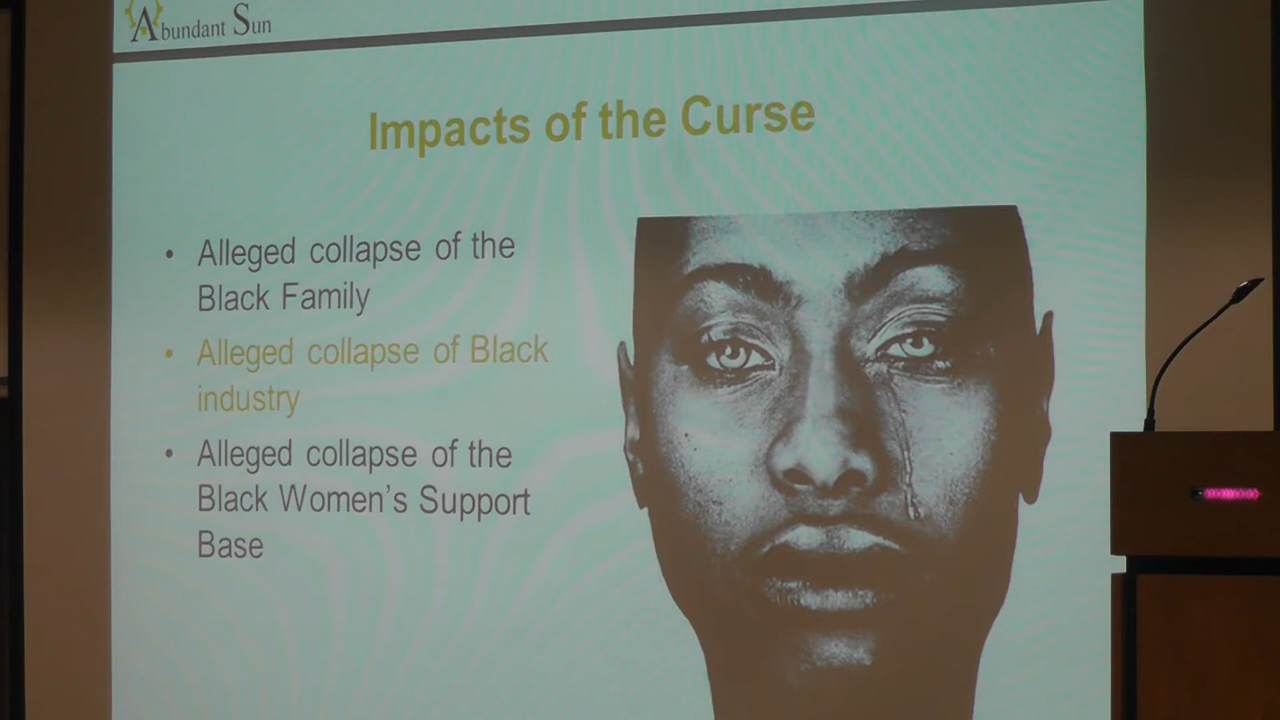 Abundant Sun
Impacts of the Curse
• Alleged collapse of the
Black Family
• Alleged collapse of Black
industry
• Alleged collapse of the
Black Women's Support
Base